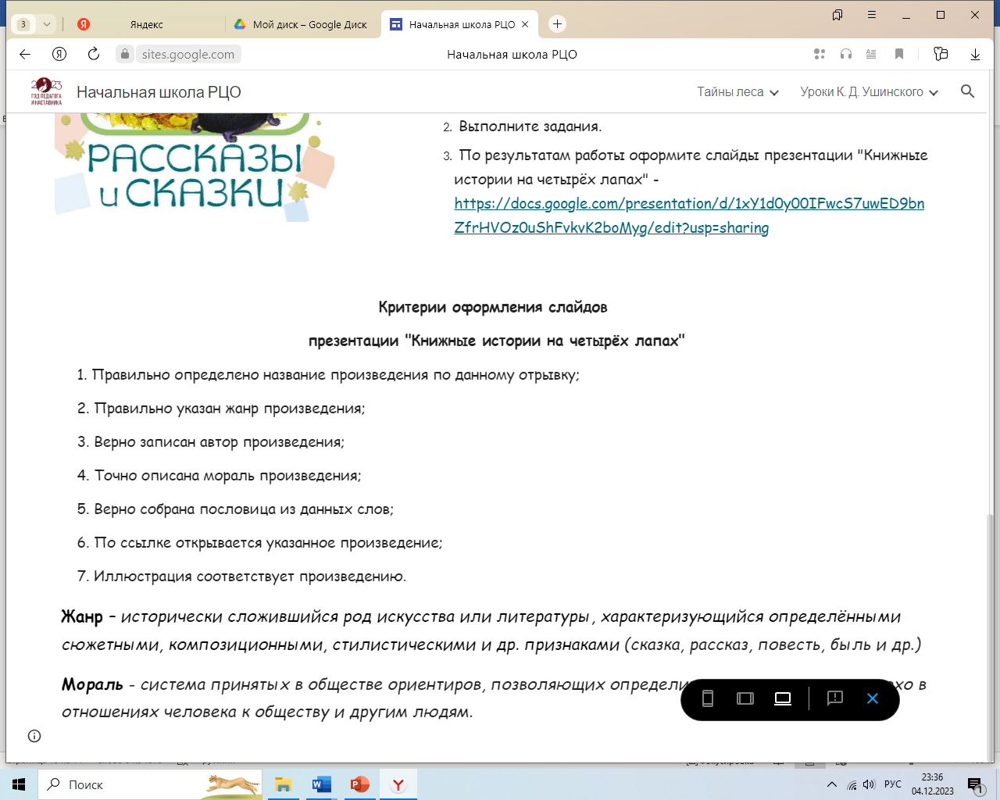 3
Яндекс
Мой диск – Google Диск
Начальная школа РЦО
sites.google.com
Начальная школа РЦО
2023
ГОД ПЕДАГОГА
И НАСТАВНИКА
Начальная школа РЦО
Тайны леса
Уроки К. Д. Ушинского
РАССКАЗЫ
и СКАЗКИ
2. Выполните задания.
3. По результатам работы оформите слайды презентации "Книжные
истории на четырёх лапах" -
https://docs.google.com/presentation/d/1xY1d0y00IFwcS7uwED9bn
ZfrHVOz0uShFvkvK2boMyg/edit?usp=sharing
Критерии оформления слайдов
презентации "Книжные истории на четырёх лапах"
1. Правильно определено название произведения по данному отрывку;
2. Правильно указан жанр произведения;
3. Верно записан автор произведения;
4. Точно описана мораль произведения;
5. Верно собрана пословица из данных слов;
6. По ссылке открывается указанное произведение;
7. Иллюстрация соответствует произведению.
Жанр – исторически сложившийся род искусства или литературы, характеризующийся определёнными
сюжетными, композиционными, стилистическими и др. признаками (сказка, рассказ, повесть, быль и др.)
Мораль - система принятых в обществе ориентиров, позволяющих в
отношениях человека к обществу и другим людям.
Поиск
РУС
23:36
04.12.2023
1